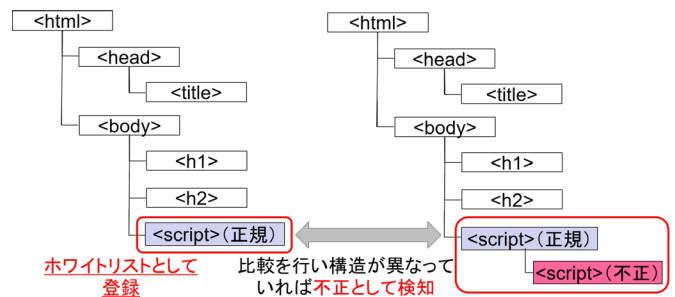 <html>
<head>
<title>
<body>
<h1>
<h2>
<script>(正規)
ホワイトリストとして
登録
比較を行い構造が異なって
いれば不正として検知
<html>
<head>
<title>
<body>
<h1>
<h2>
<script>(正規)
<script>(不正)